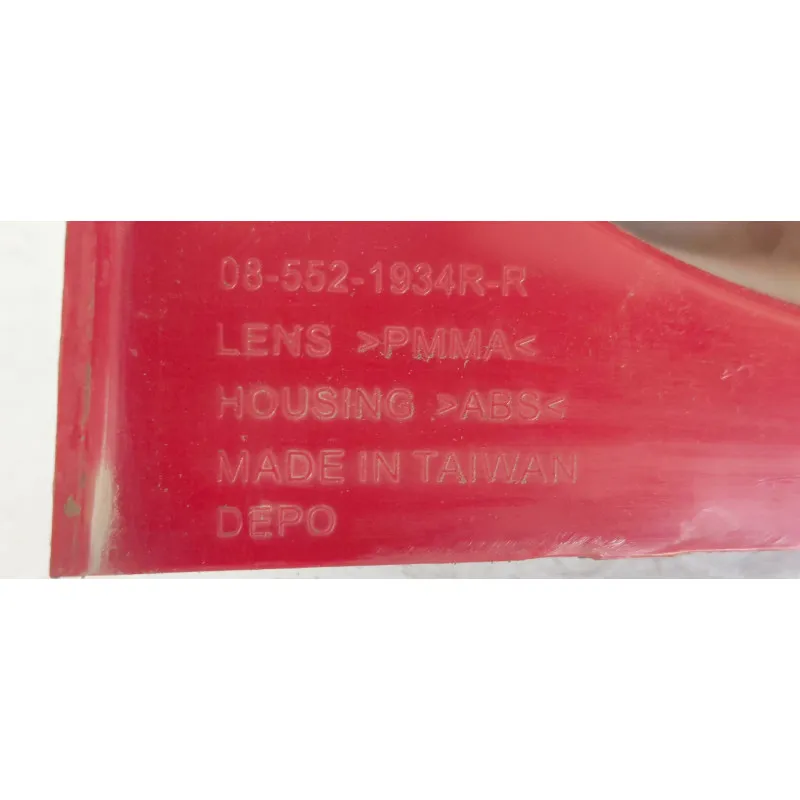 08-552-1934R-R
LENS >PMMA<
HOUSING >ABS<
MADE IN TAIWAN
DEPO